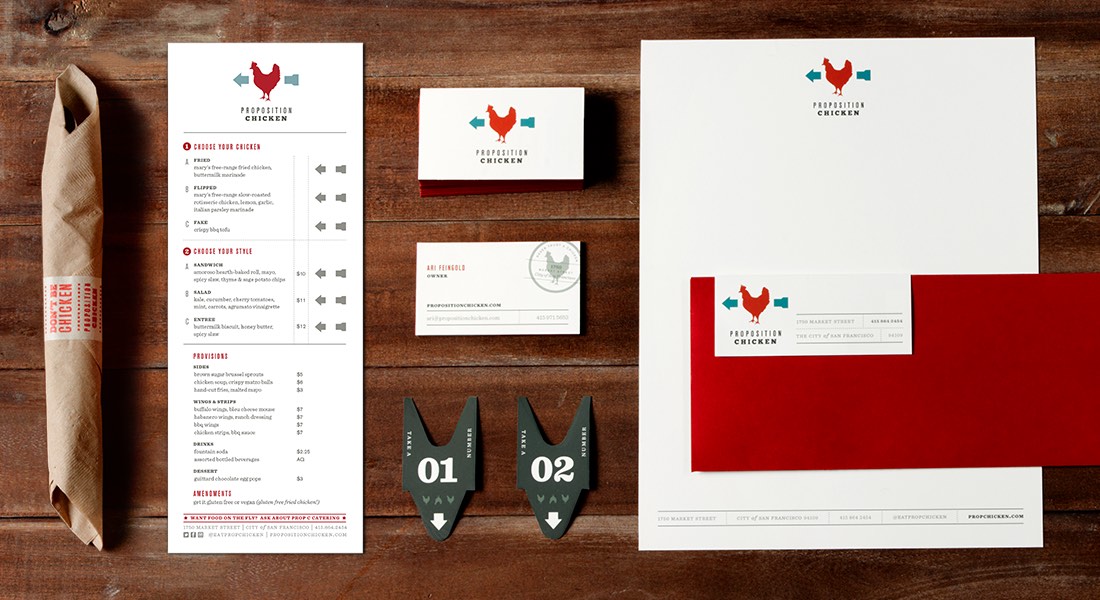 DON'T BE
CHICKEN
PROPOSITION
CHICKEN
PROPOSITION
CHICKEN
1 CHOOSE YOUR CHICKEN
A FRIED
mary's free-range fried chicken,
buttermilk marinade
B FLIPPED
mary's free-range slow-roasted
rotisserie chicken, lemon, garlic,
italian parsley marinade
C FAKE
crispy bbq tofu
2 CHOOSE YOUR STYLE
A SANDWICH
amoroso hearth-baked roll, mayo,
spicy slaw, thyme & sage potato chips $10
B SALAD
kale, cucumber, cherry tomatoes, $11
mint, carrots, agrumato vinaigrette
C ENTREE
buttermilk biscuit, honey butter, $12
spicy slaw
PROVISIONS
SIDES
brown sugar brussel sprouts $5
chicken soup, crispy matzo balls $6
hand-cut fries, malted mayo $3
WINGS & STRIPS
buffalo wings, bleu cheese mousse $7
habanero wings, ranch dressing $7
bbq wings $7
chicken strips, bbq sauce $7
DRINKS
fountain soda $2.25
assorted bottled beverages AQ
DESSERT
guittard chocolate egg pops $3
AMENDMENTS
get it gluten free or vegan (gluten free fried chicken!)
WANT FOOD ON THE FLY? ASK ABOUT PROP C CATERING
1750 MARKET STREET | CITY of SAN FRANCISCO | 415.864.2454
@EATPROPCHICKEN | PROPOSITIONCHICKEN.COM
PROPOSITION
CHICKEN
ARI FEINGOLD
OWNER
PROPOSITIONCHICKEN.COM
ari@propositionchicken.com
TAKE A
01
NUMBER
TAKE A
02
NUMBER
PROPOSITION
CHICKEN
PROPOSITION
CHICKEN
1750 MARKET STREET
THE CITY of SAN FRANCISCO
1750 MARKET STREET CITY of SAN FRANCISCO 94109 415 864 2454 @EATPROPCHICKEN PROPCHICKEN.COM